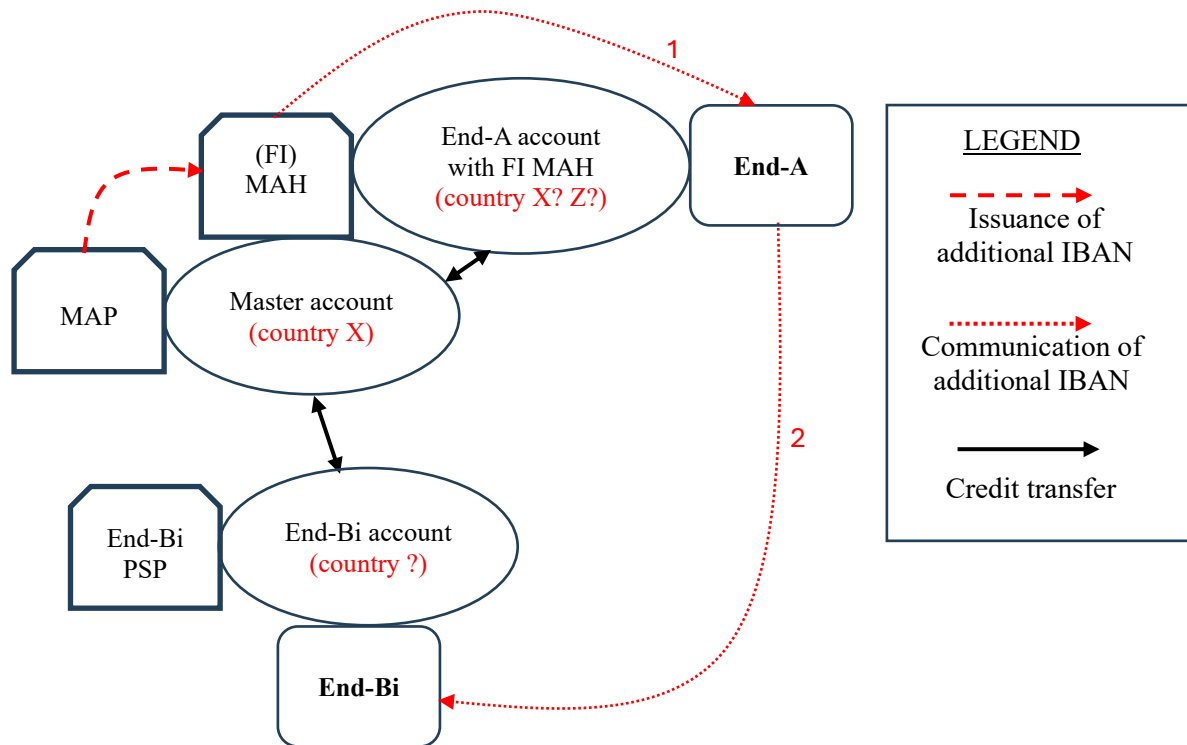 1
(FI)
MAH
End-A account
with FI MAH
(country X? Z?)
End-A
MAP
Master account
(country X)
2
End-Bi
PSP
End-Bi account
(country ?)
End-Bi
LEGEND
Issuance of
additional IBAN
Communication of
additional IBAN
Credit transfer